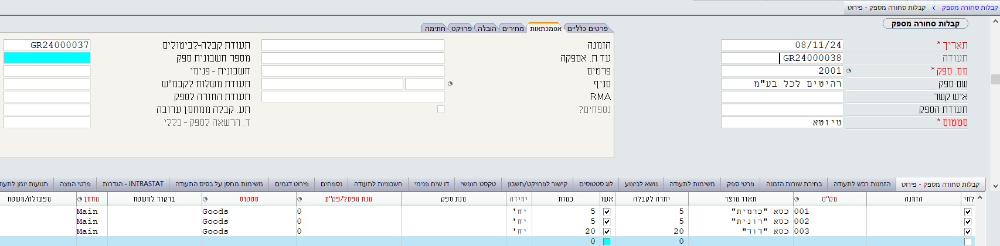 קבלות סחורה מספק > קבלות סחורה מספק - פירוט
קבלות סחורה מספק
תאריך * 08/11/24
תעודה GR24000038
מס. ספק * 2001
שם ספק רהיטים לכל בע"מ
איש קשר
תעודת הספק
סטטוס * טיוטא
פרטים כלליים אסמכתאות מחירים הובלה פרויקט חתימה
הזמנה
עד ת. אספקה
פרטים
סניף
RMA
נספחים?
תעודת קבלה-לביטולים GR24000037
מספר חשבונית ספק
חשבונית - פנימי
תעודת משלוח לקבמ"ש
תעודת החזרה לספק
תע. קבלה ממחסן ערובה
ד. הרשאה לספק - כללי
קבלות סחורה מספק - פירוט הזמנות רכש לתעודה בחירת שורות הזמנה פרטי ספק משימות לתעודה נושא לביצוע לוג סטטוסים קישור לפרויקט/חשבון טקסט חופשי דו שיח פנימי חשבוניות לתעודה נספחים פירוט דגמים משימות מחסן על בסיס התעודה INTRASTAT - הגדרות פרטי הפצה תנועות יומן לתעוד
לחי הזמנה מק"ט תאור מוצר יתרה לקבלה אשו כמות יחידה מנת ספק מנת מפעל/פק"ע סטטוס ברקוד למשטח מחסן מפעולה/משטח
001 כסא "כרמית" 5 5 יח' 0 Goods Main
002 כסא "רונית" 5 5 יח' 0 Goods Main
003 כסא "דוד" 20 20 יח' 0 Goods Main
0 0